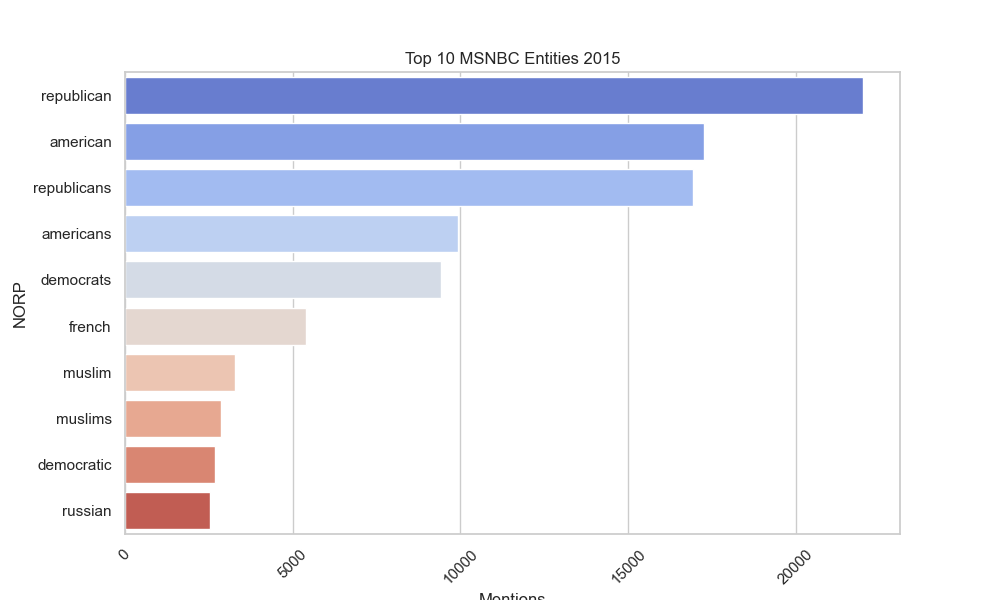 Top 10 MSNBC Entities 2015
republican
american
republicans
americans
democrats
french
muslim
muslims
democratic
russian
NORP
0
5000
10000
15000
20000
Mentions